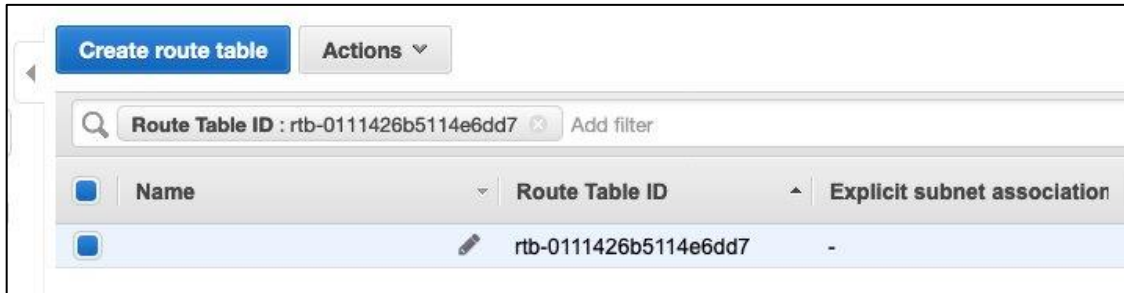 Create route table Actions
Route Table ID : rtb-0111426b5114e6dd7 Add filter
Name Route Table ID Explicit subnet association
rtb-0111426b5114e6dd7 -